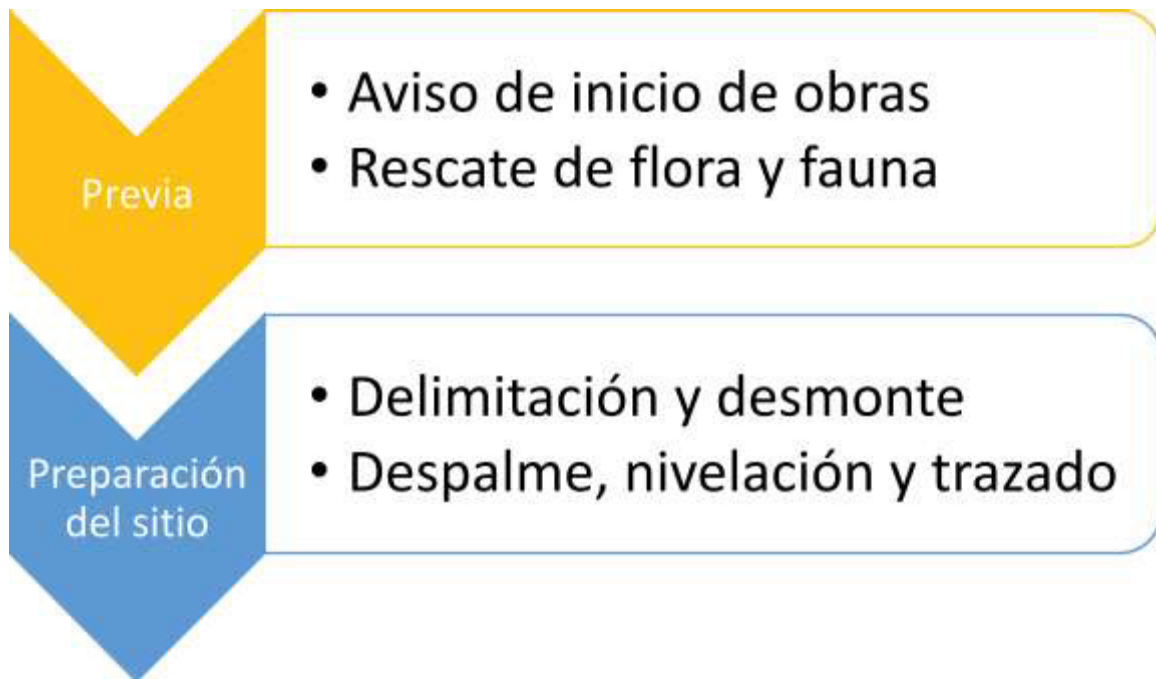 Previa
• Aviso de inicio de obras
• Rescate de flora y fauna
Preparación
del sitio
• Delimitación y desmonte
• Despalme, nivelación y trazado